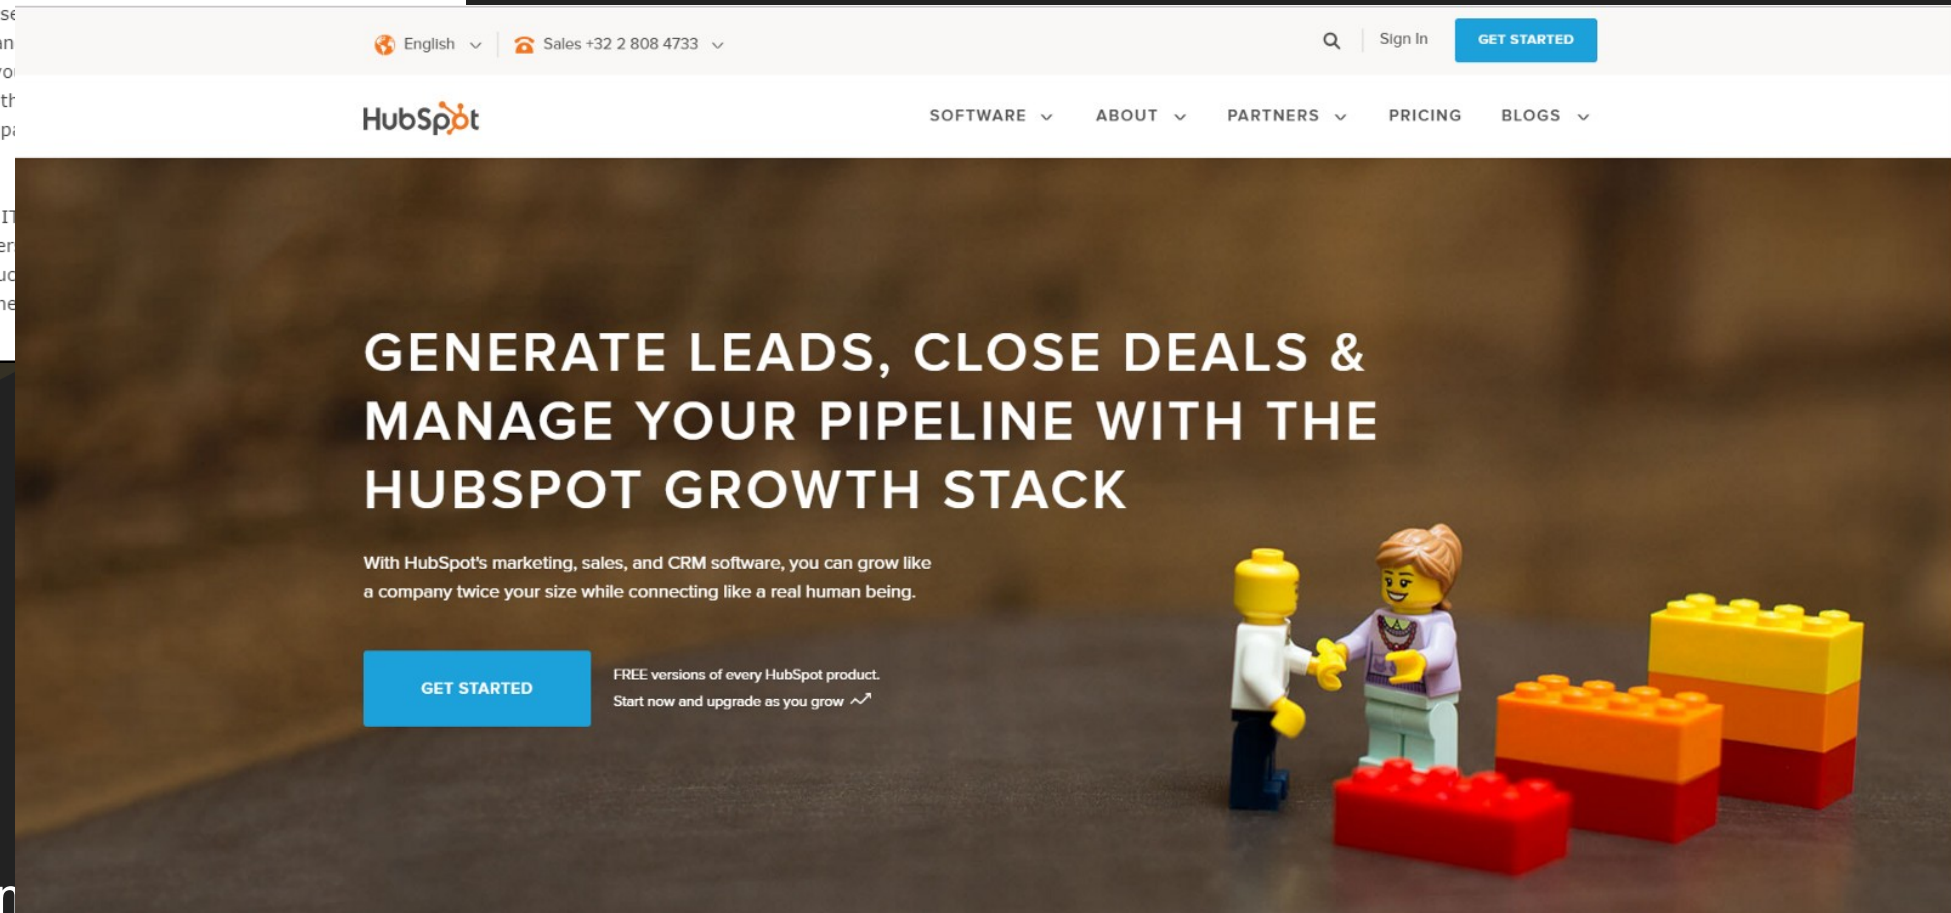 English
Sales +32 2 808 4733
Sign In
GET STARTED
HubSpot
SOFTWARE
ABOUT
PARTNERS
PRICING
BLOGS
GENERATE LEADS, CLOSE DEALS &
MANAGE YOUR PIPELINE WITH THE
HUBSPOT GROWTH STACK
With HubSpot's marketing, sales, and CRM software, you can grow like
a company twice your size while connecting like a real human being.
GET STARTED
FREE versions of every HubSpot product.
Start now and upgrade as you grow